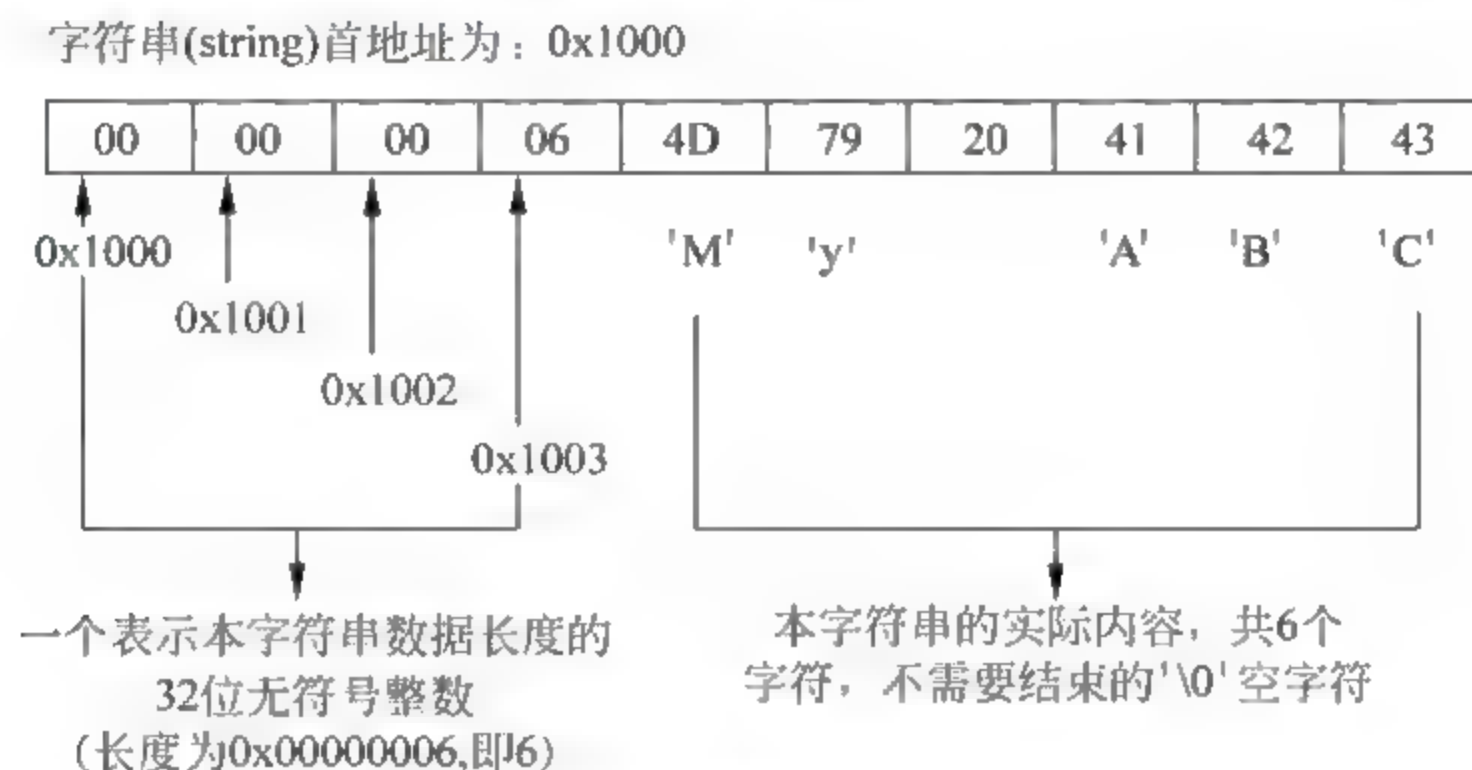 字符串(string)首地址为：0x1000
00 00 00 06 4D 79 20 41 42 43
0x1000 'M' 'y' 'A' 'B' 'C'
0x1001
0x1002
0x1003
一个表示本字符串数据长度的
32位无符号整数
(长度为0x00000006,即6)
本字符串的实际内容，共6个
字符，不需要结束的'\0'空字符